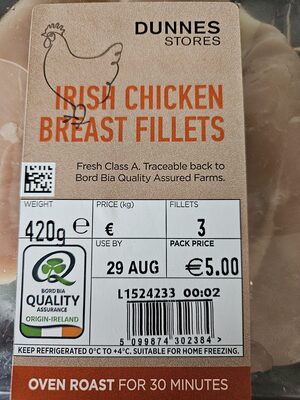 DUNNES
STORES
IRISH CHICKEN
BREAST FILLETS
Fresh Class A. Traceable back to
Bord Bia Quality Assured Farms.
WEIGHT PRICE (kg) FILLETS
420g e € 3
USE BY PACK PRICE
29 AUG €5.00
L1524233 00:02
BORD BIA
QUALITY
ASSURANCE
ORIGIN-IRELAND
5 099874 302384 >
KEEP REFRIGERATED 0°C TO +4°C. SUITABLE FOR HOME FREEZING.
OVEN ROAST FOR 30 MINUTES